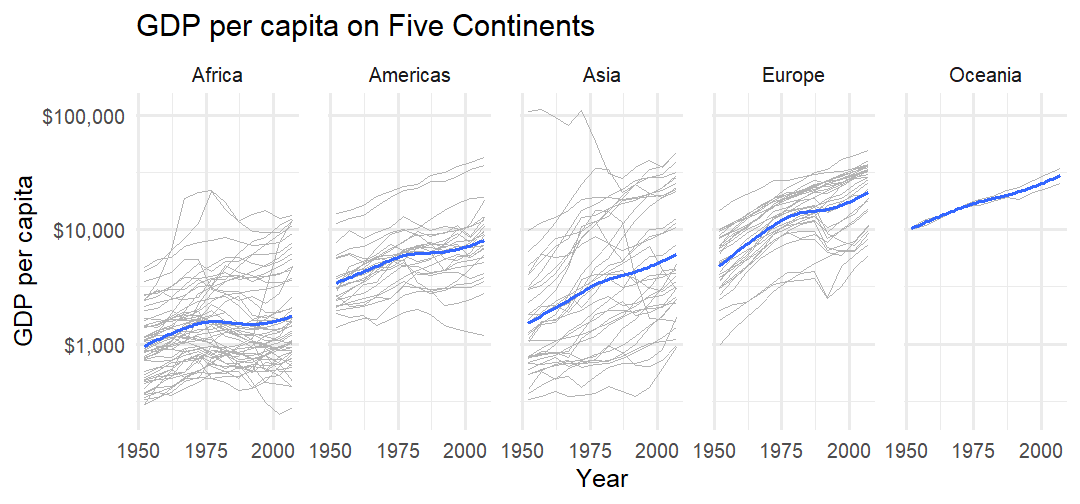 GDP per capita on Five Continents
Africa Americas Asia Europe Oceania
$100,000
$10,000
$1,000
GDP per capita
1950 1975 2000 1950 1975 2000 1950 1975 2000 1950 1975 2000 1950 1975 2000
Year